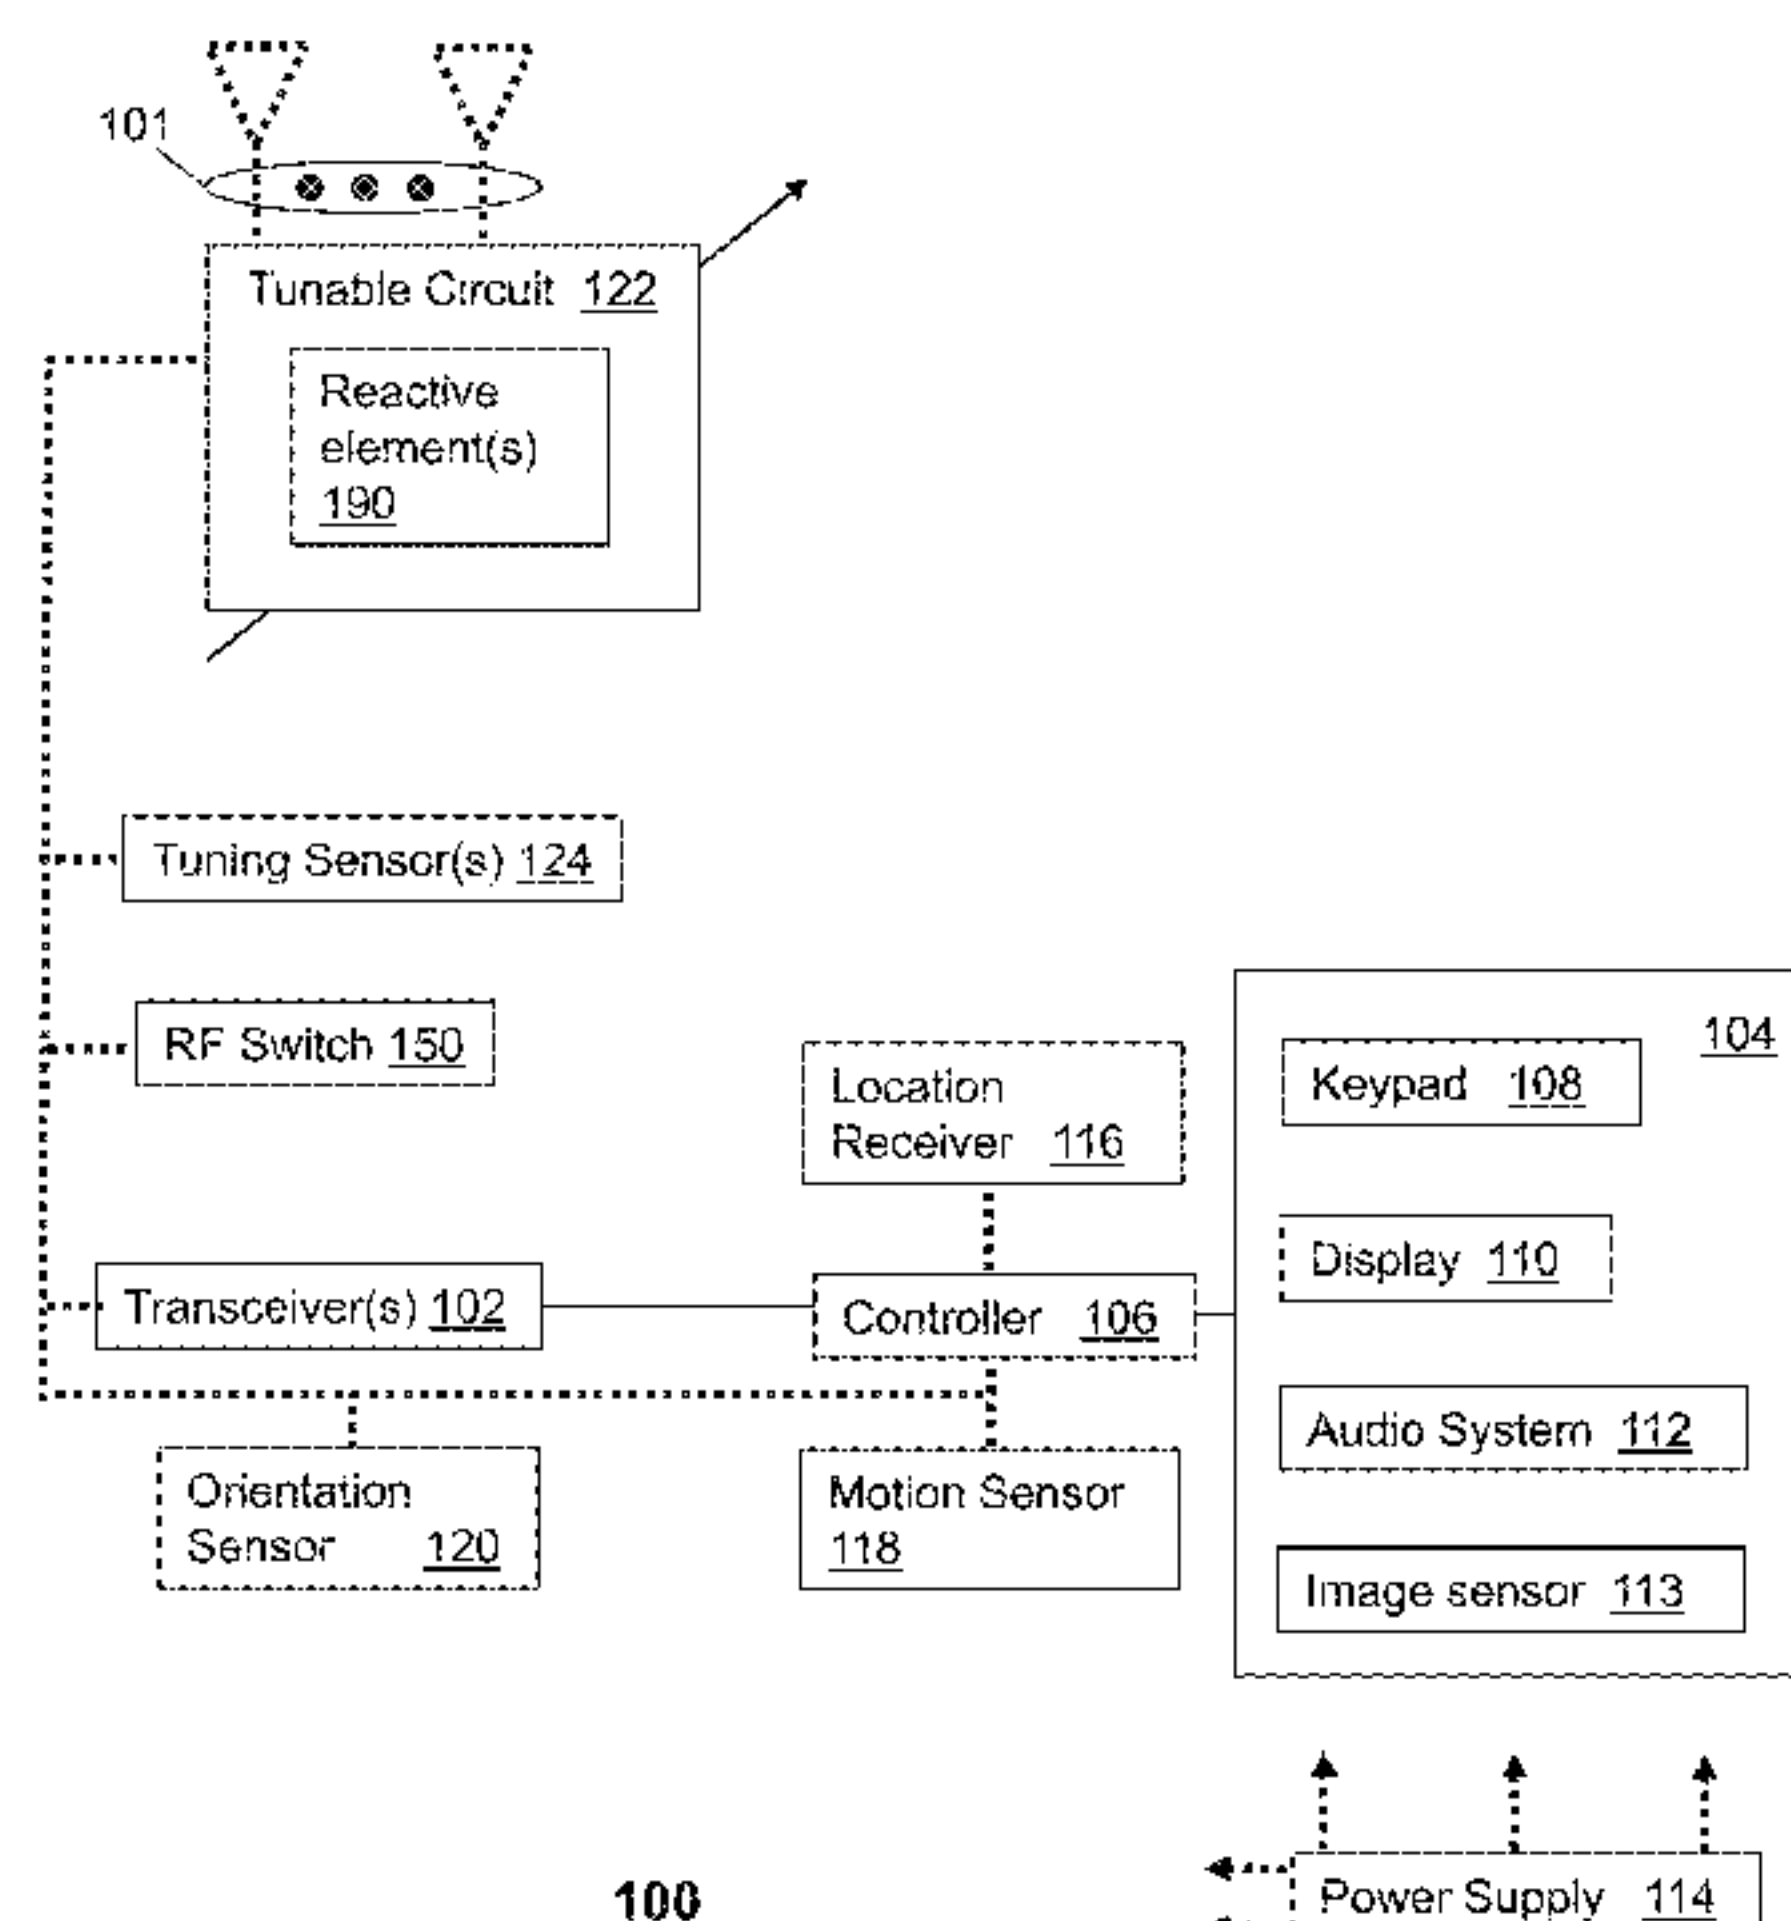 101
Tunable Circuit 122
Reactive
element(s)
190
Tuning Sensor(s) 124
RF Switch 150
Location
Receiver 116
Transceiver(s) 102
Controller 106
Orientation
Sensor 120
Motion Sensor
118
104
Keypad 108
Display 110
Audio System 112
Image sensor 113
Power Supply 114
100